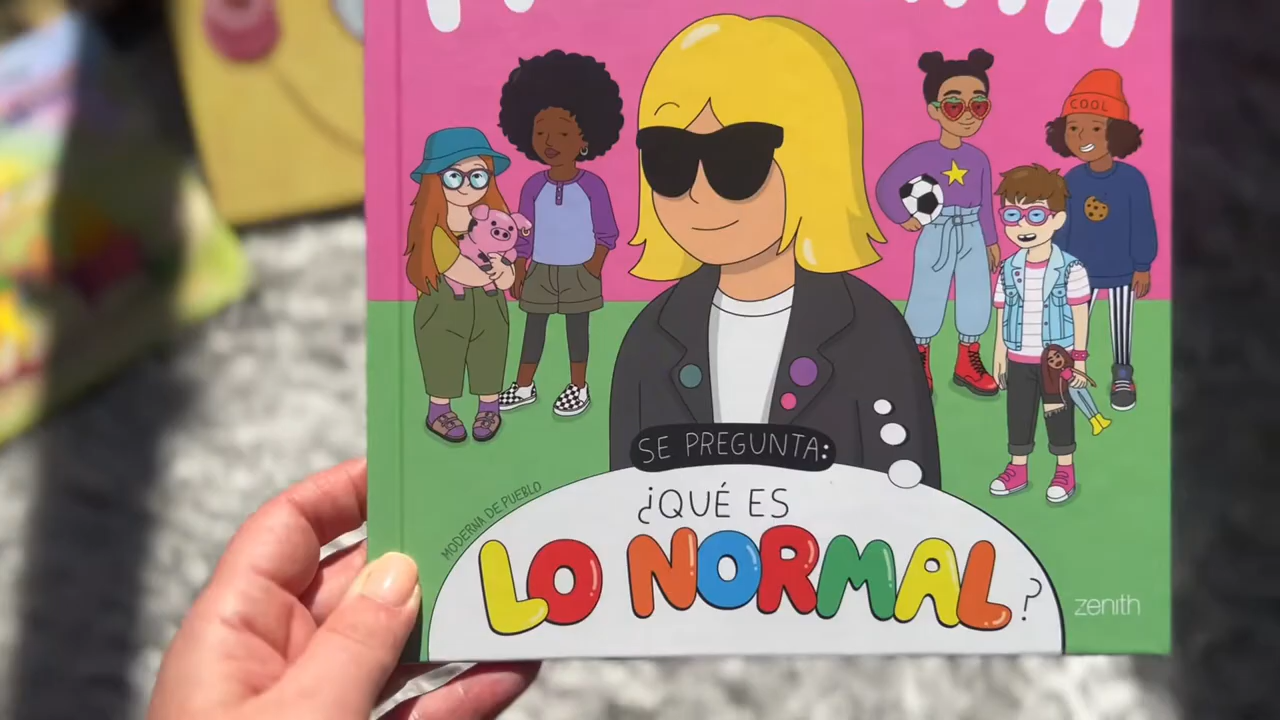 COOL
SE PREGUNTA:
¿QUÉ ES
LO NORMAL?
MODERNA DE PUEBLO
zenith